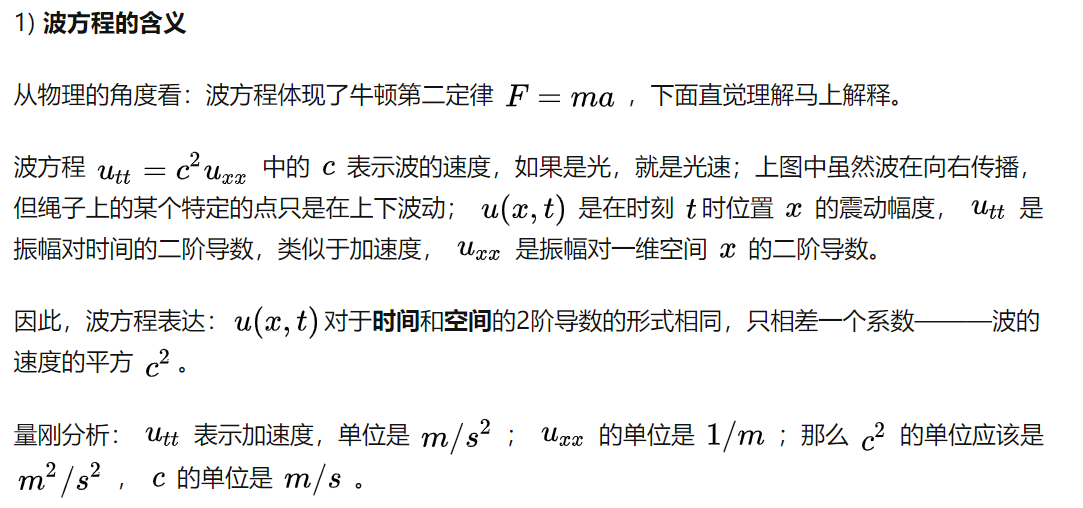 1) 波方程的含义
从物理的角度看：波方程体现了牛顿第二定律 F = ma ，下面直觉理解马上解释。
波方程 u_{tt} = c^2 u_{xx} 中的 c 表示波的速度，如果是光，就是光速；上图中虽然波在向右传播，
但绳子上的某个特定的点只是在上下波动； u(x, t) 是在时刻 t 时位置 x 的震动幅度， u_{tt} 是
振幅对时间的二阶导数，类似于加速度， u_{xx} 是振幅对一维空间 x 的二阶导数。
因此，波方程表达： u(x, t) 对于时间和空间的2阶导数的形式相同，只相差一个系数———波的
速度的平方 c^2 。
量刚分析： u_{tt} 表示加速度，单位是 m/s^2 ； u_{xx} 的单位是 1/m ；那么 c^2 的单位应该是
m^2/s^2 ， c 的单位是 m/s 。